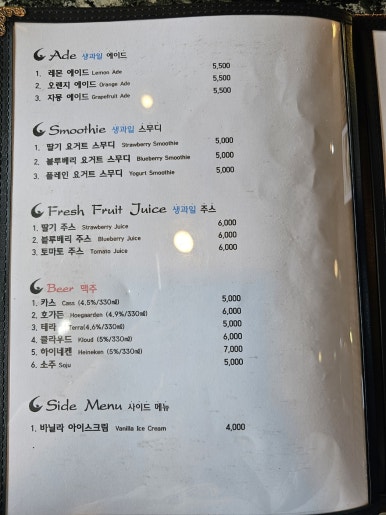 Ade 생과일 에이드
1. 레몬 에이드 Lemon Ade 5,500
2. 오렌지 에이드 Orange Ade 5,500
3. 자몽 에이드 Grapefruit Ade 5,500
Smoothie 생과일 스무디
1. 딸기 요거트 스무디 Strawberry Smoothie 5,000
2. 블루베리 요거트 스무디 Blueberry Smoothie 5,000
3. 플레인 요거트 스무디 Yogurt Smoothie 5,000
Fresh Fruit Juice 생과일 주스
1. 딸기 주스 Strawberry Juice 6,000
2. 블루베리 주스 Blueberry Juice 6,000
3. 토마토 주스 Tomato Juice 6,000
Beer 맥주
1. 카스 Cass (4.5%/330㎖) 5,000
2. 호가든 Hoegaarden (4.9%/330㎖) 6,000
3. 테라 Terra(4.6%/330㎖) 5,000
4. 클라우드 Kloud (5%/330㎖) 6,000
5. 하이네켄 Heineken (5%/330㎖) 7,000
6. 소주 Soju 5,000
Side Menu 사이드 메뉴
1. 바닐라 아이스크림 Vanilla Ice Cream 4,000